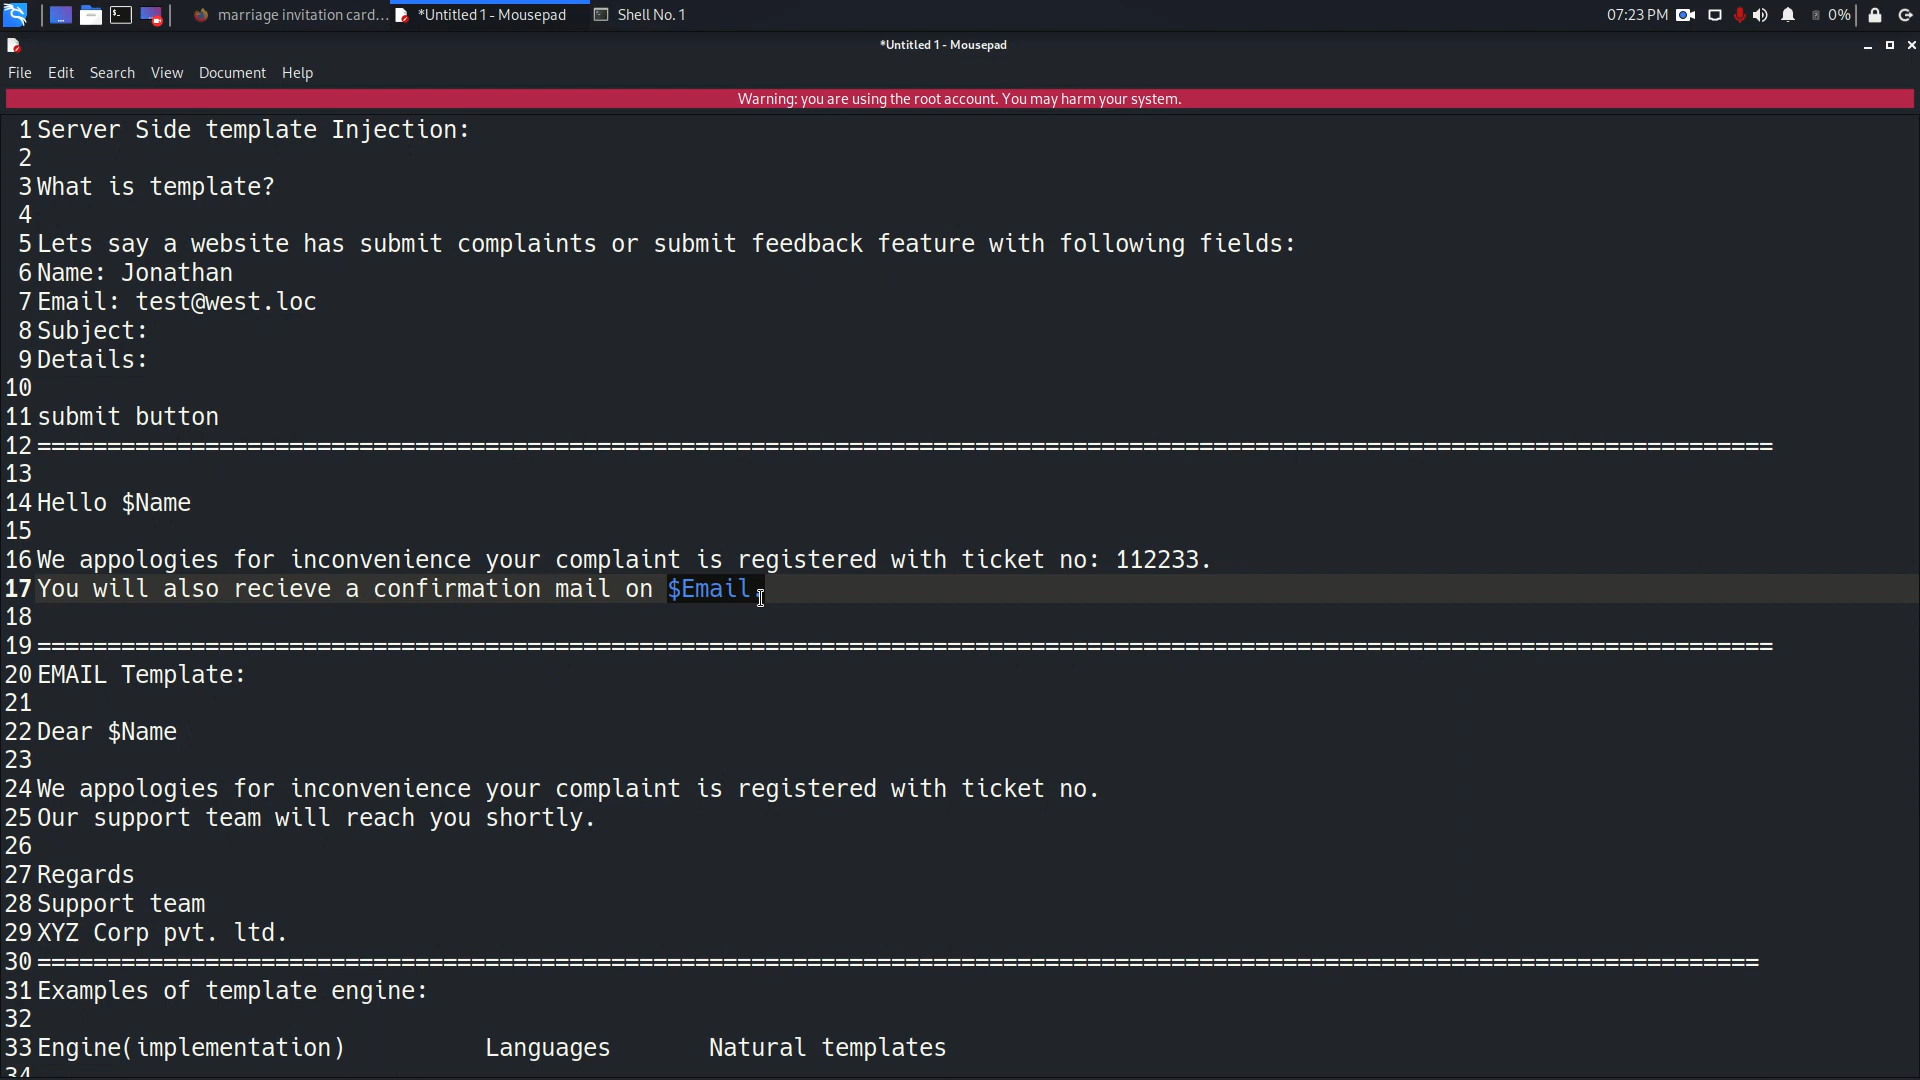 marriage invitation card...
*Untitled 1 - Mousepad
Shell No. 1
07:23 PM
0%
*Untitled 1 - Mousepad
File Edit Search View Document Help
Warning: you are using the root account. You may harm your system.
1 Server Side template Injection:
2
3 What is template?
4
5 Lets say a website has submit complaints or submit feedback feature with following fields:
6 Name: Jonathan
7 Email: test@west.loc
8 Subject:
9 Details:
10
11 submit button
12 ============================================================================================================================
13
14 Hello $Name
15
16 We appologies for inconvenience your complaint is registered with ticket no: 112233.
17 You will also recieve a confirmation mail on $Email.
18
19 ============================================================================================================================
20 EMAIL Template:
21
22 Dear $Name
23
24 We appologies for inconvenience your complaint is registered with ticket no.
25 Our support team will reach you shortly.
26
27 Regards
28 Support team
29 XYZ Corp pvt. ltd.
30 ===========================================================================================================================
31 Examples of template engine:
32
33 Engine(implementation) Languages Natural templates
34